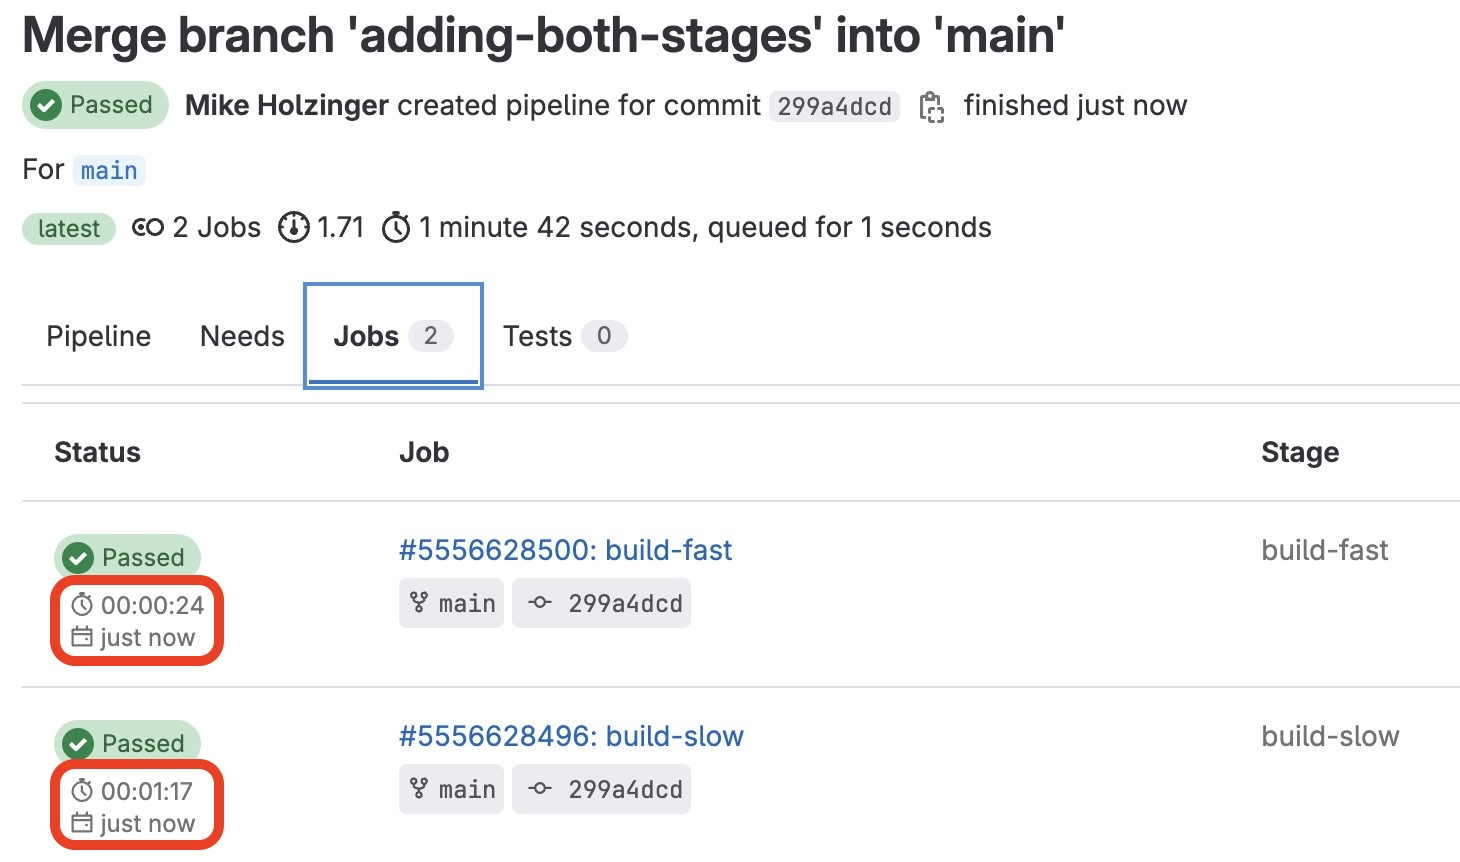 Merge branch 'adding-both-stages' into 'main'
Passed Mike Holzinger created pipeline for commit 299a4dcd finished just now
For main
latest 2 Jobs 1.71 1 minute 42 seconds, queued for 1 seconds
Pipeline Needs Jobs 2 Tests 0
Status Job Stage
Passed #5556628500: build-fast build-fast
00:00:24 main 299a4dcd
just now
Passed #5556628496: build-slow build-slow
00:01:17 main 299a4dcd
just now